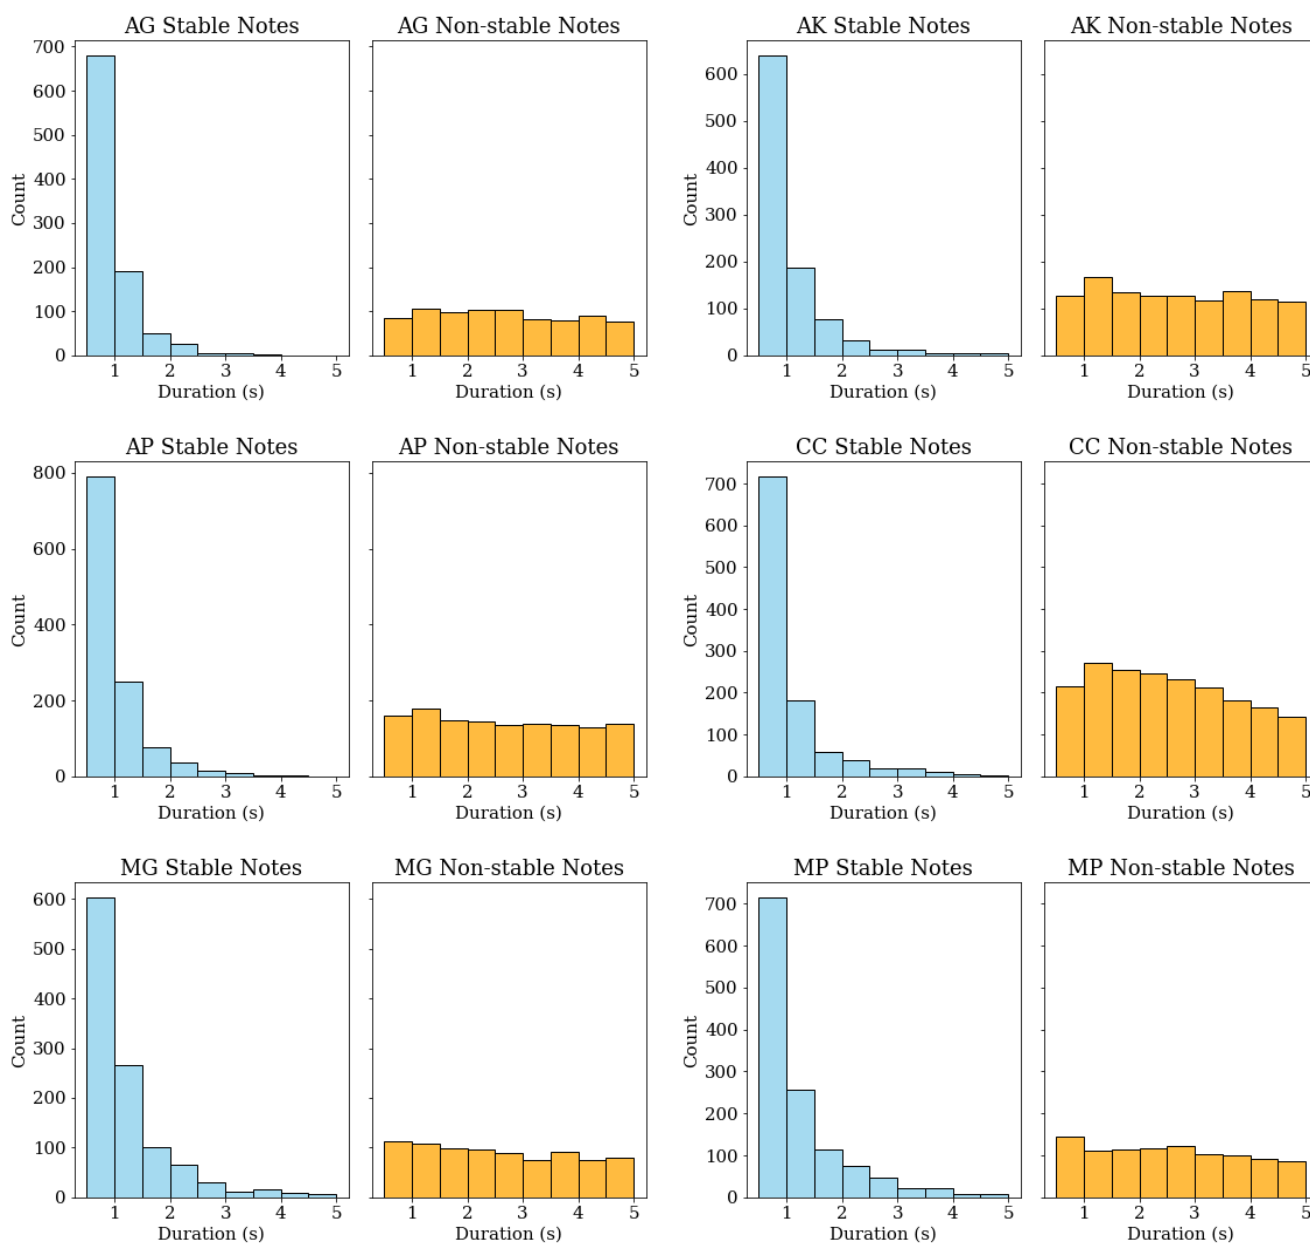 AG Stable Notes
AG Non-stable Notes
AK Stable Notes
AK Non-stable Notes
700
600
500
400
300
200
100
0
Count
1 2 3 4 5
Duration (s)
1 2 3 4 5
Duration (s)
600
500
400
300
200
100
0
Count
1 2 3 4 5
Duration (s)
1 2 3 4 5
Duration (s)
AP Stable Notes
AP Non-stable Notes
CC Stable Notes
CC Non-stable Notes
800
600
400
200
0
Count
1 2 3 4 5
Duration (s)
1 2 3 4 5
Duration (s)
700
600
500
400
300
200
100
0
Count
1 2 3 4 5
Duration (s)
1 2 3 4 5
Duration (s)
MG Stable Notes
MG Non-stable Notes
MP Stable Notes
MP Non-stable Notes
600
500
400
300
200
100
0
Count
1 2 3 4 5
Duration (s)
1 2 3 4 5
Duration (s)
700
600
500
400
300
200
100
0
Count
1 2 3 4 5
Duration (s)
1 2 3 4 5
Duration (s)